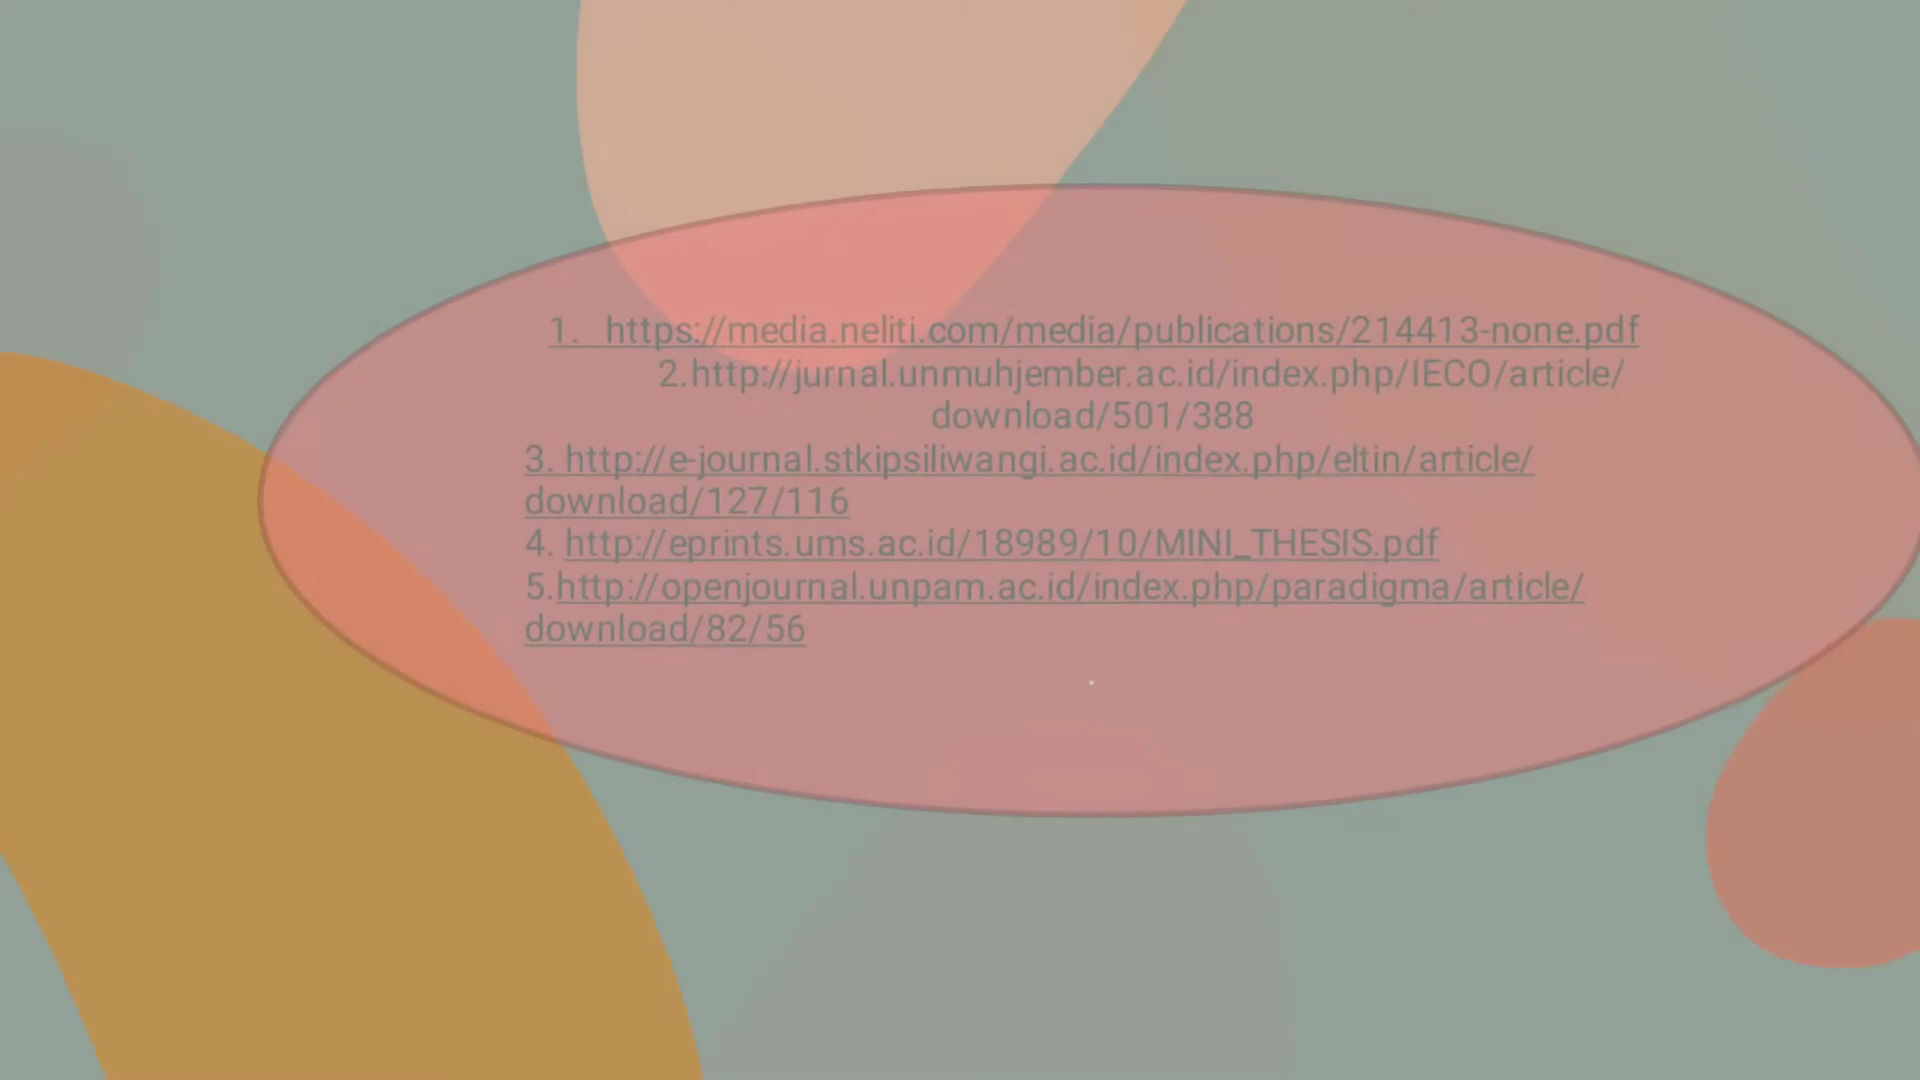 1. https://media.neliti.com/media/publications/214413-none.pdf
2.http://jurnal.unmuhjember.ac.id/index.php/IECO/article/
download/501/388
3. http://e-journal.stkipsiliwangi.ac.id/index.php/eltin/article/
download/127/116
4. http://eprints.ums.ac.id/18989/10/MINI_THESIS.pdf
5.http://openjournal.unpam.ac.id/index.php/paradigma/article/
download/82/56
.